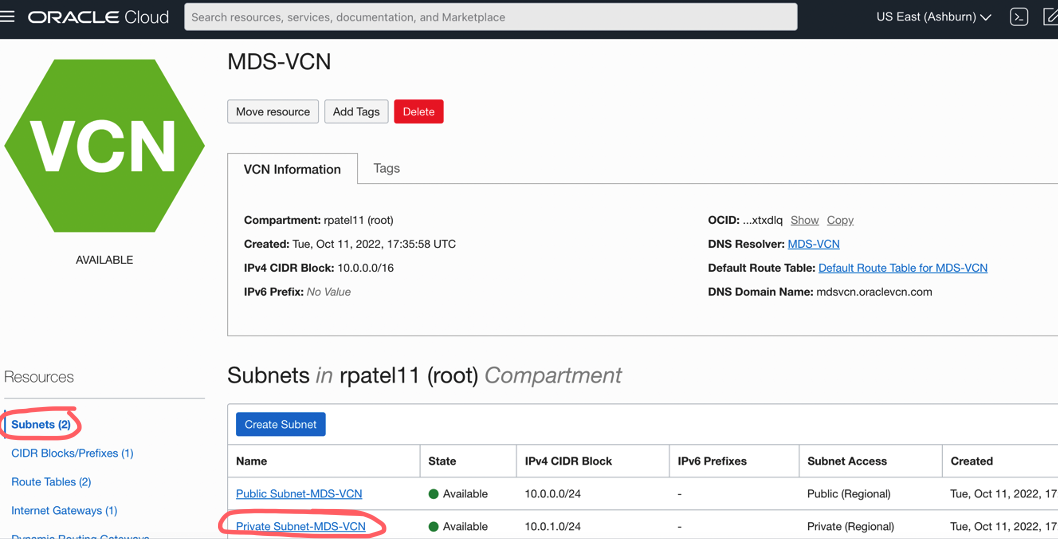 ORACLE Cloud
Search resources, services, documentation, and Marketplace
US East (Ashburn)
VCN
AVAILABLE
MDS-VCN
Move resource
Add Tags
Delete
VCN Information
Tags
Compartment: rpatel11 (root)
Created: Tue, Oct 11, 2022, 17:35:58 UTC
IPv4 CIDR Block: 10.0.0.0/16
IPv6 Prefix: No Value
OCID: ...xtxdlq Show Copy
DNS Resolver: MDS-VCN
Default Route Table: Default Route Table for MDS-VCN
DNS Domain Name: mdsvcn.oraclevcn.com
Resources
Subnets (2)
CIDR Blocks/Prefixes (1)
Route Tables (2)
Internet Gateways (1)
Dynamic Routing Gateways
Subnets in rpatel11 (root) Compartment
Create Subnet
Name State IPv4 CIDR Block IPv6 Prefixes Subnet Access Created
Public Subnet-MDS-VCN Available 10.0.0.0/24 - Public (Regional) Tue, Oct 11, 2022, 17
Private Subnet-MDS-VCN Available 10.0.1.0/24 - Private (Regional) Tue, Oct 11, 2022, 17